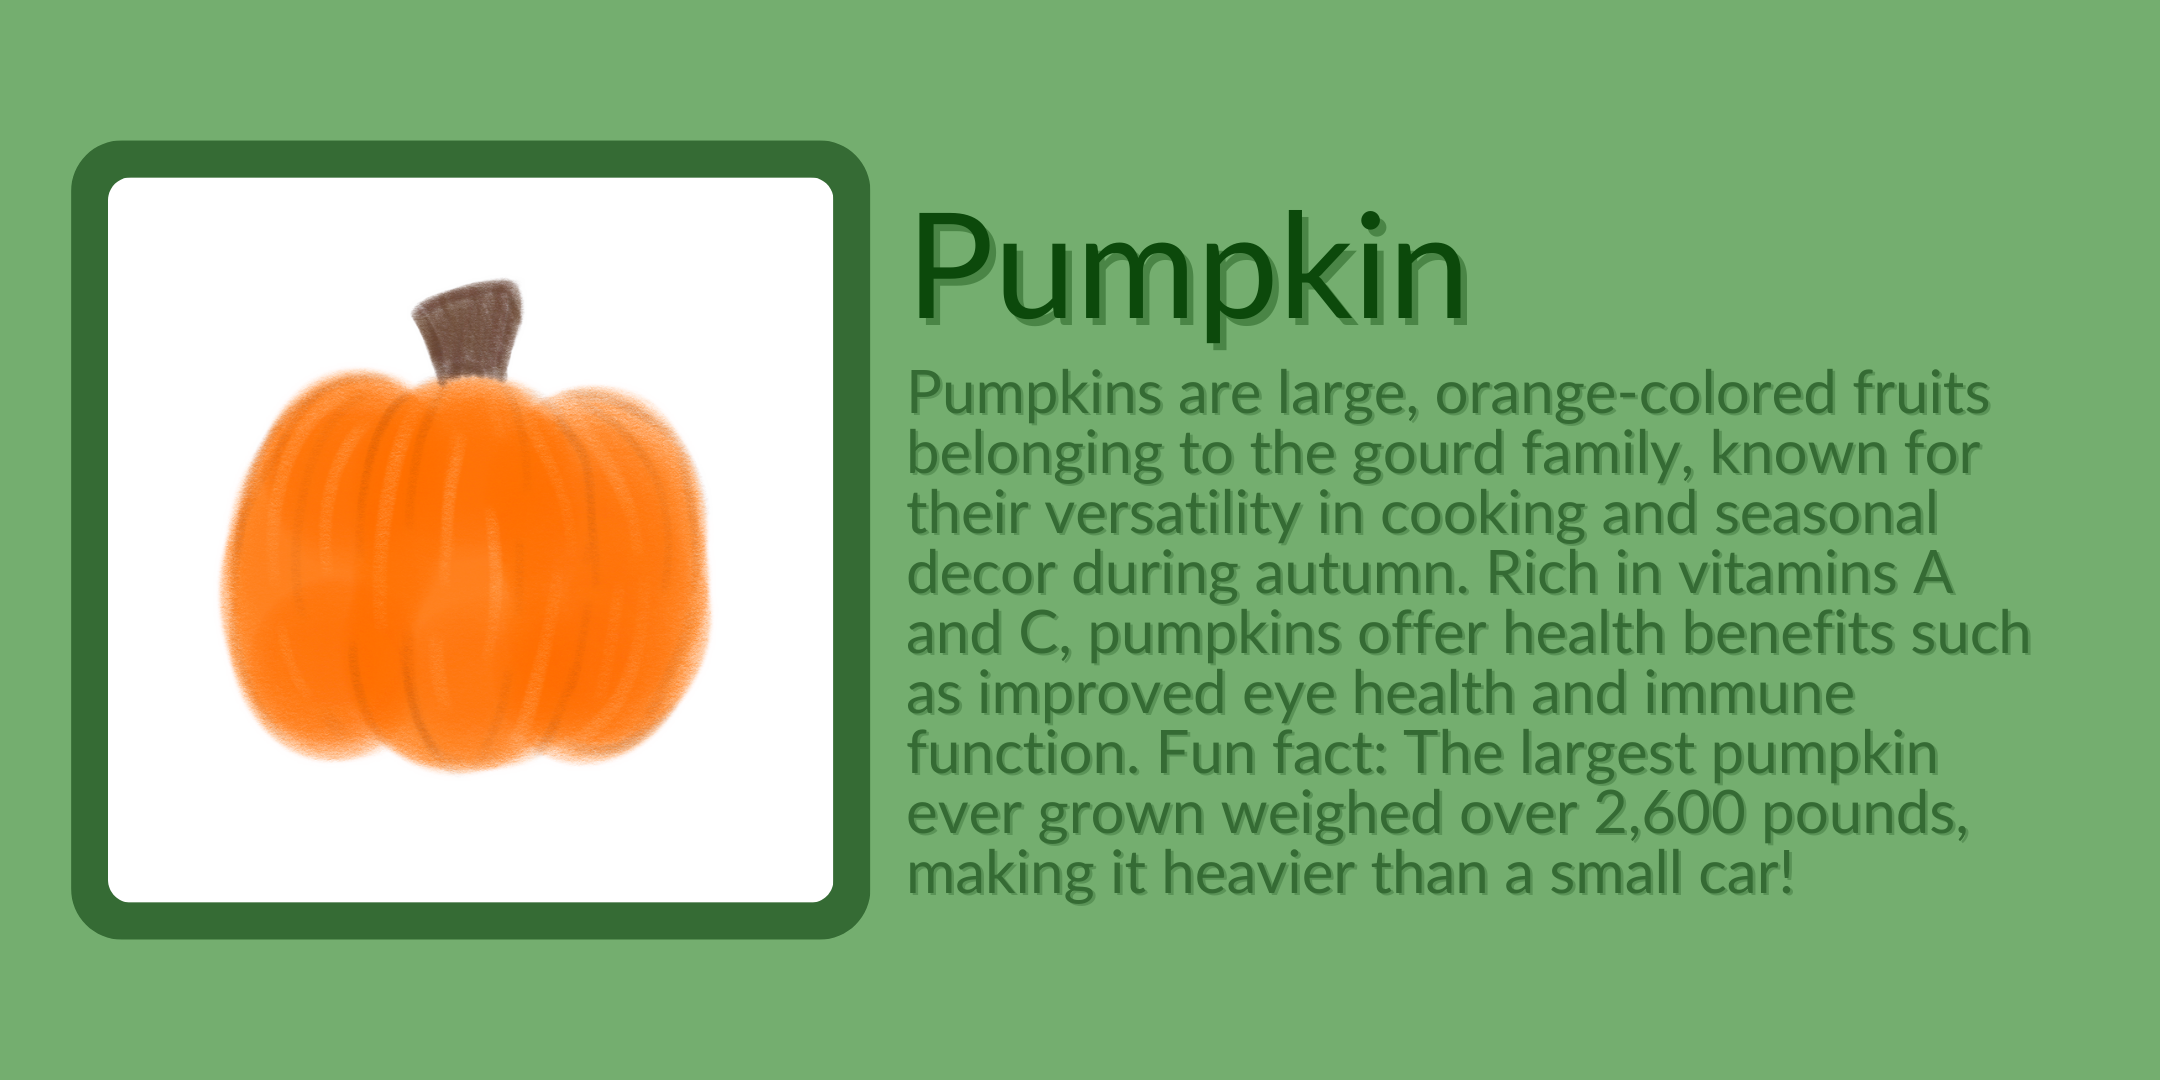 Pumpkin
Pumpkins are large, orange-colored fruits
belonging to the gourd family, known for
their versatility in cooking and seasonal
decor during autumn. Rich in vitamins A
and C, pumpkins offer health benefits such
as improved eye health and immune
function. Fun fact: The largest pumpkin
ever grown weighed over 2,600 pounds,
making it heavier than a small car!